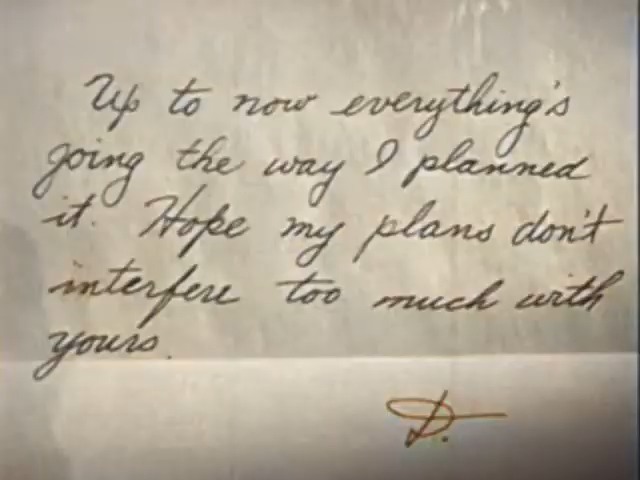 Up to now everything's
going the way I planned
it. Hope my plans don't
interfere too much with
yours.
D.